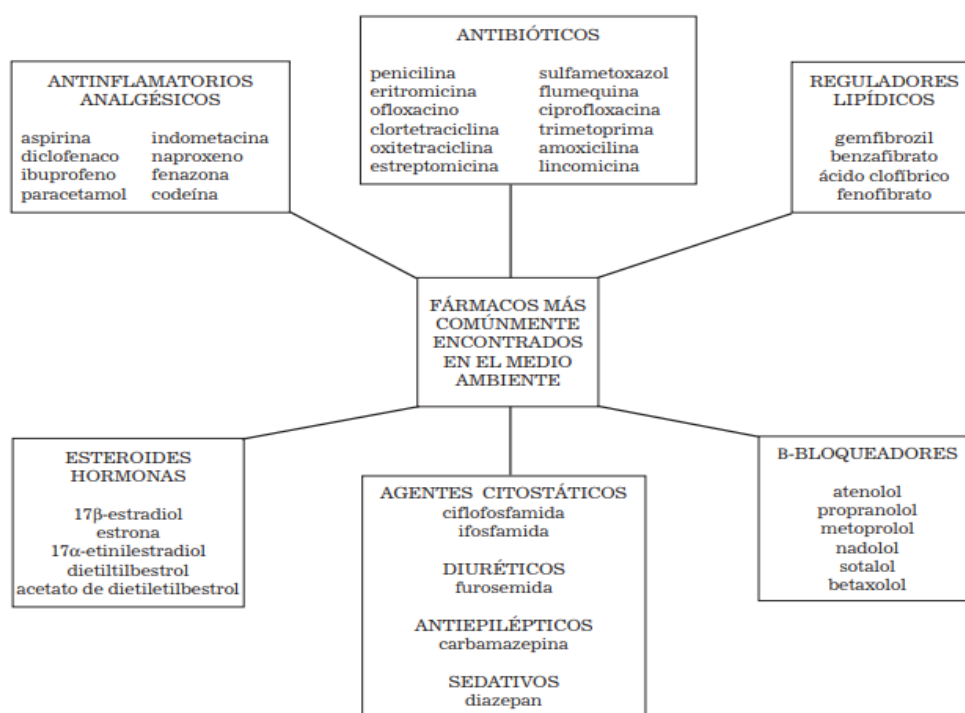 ANTINFLAMATORIOS
ANALGÉSICOS
aspirina indometacina
diclofenaco naproxeno
ibuprofeno fenazona
paracetamol codeína
ANTIBIÓTICOS
penicilina sulfametoxazol
eritromicina flumequina
ofloxacino ciprofloxacina
clortetraciclina trimetoprima
oxitetraciclina amoxicilina
estreptomicina lincomicina
REGULADORES
LIPÍDICOS
gemfibrozil
benzafibrato
ácido clofíbrico
fenofibrato
FÁRMACOS MÁS
COMÚNMENTE
ENCONTRADOS
EN EL MEDIO
AMBIENTE
ESTEROIDES
HORMONAS
17β-estradiol
estrona
17α-etinilestradiol
dietiltilbestrol
acetato de dietiletilbestrol
AGENTES CITOSTÁTICOS
ciflofosfamida
ifosfamida
DIURÉTICOS
furosemida
ANTIEPILÉPTICOS
carbamazepina
SEDATIVOS
diazepan
B-BLOQUEADORES
atenolol
propranolol
metoprolol
nadolol
sotalol
betaxolol